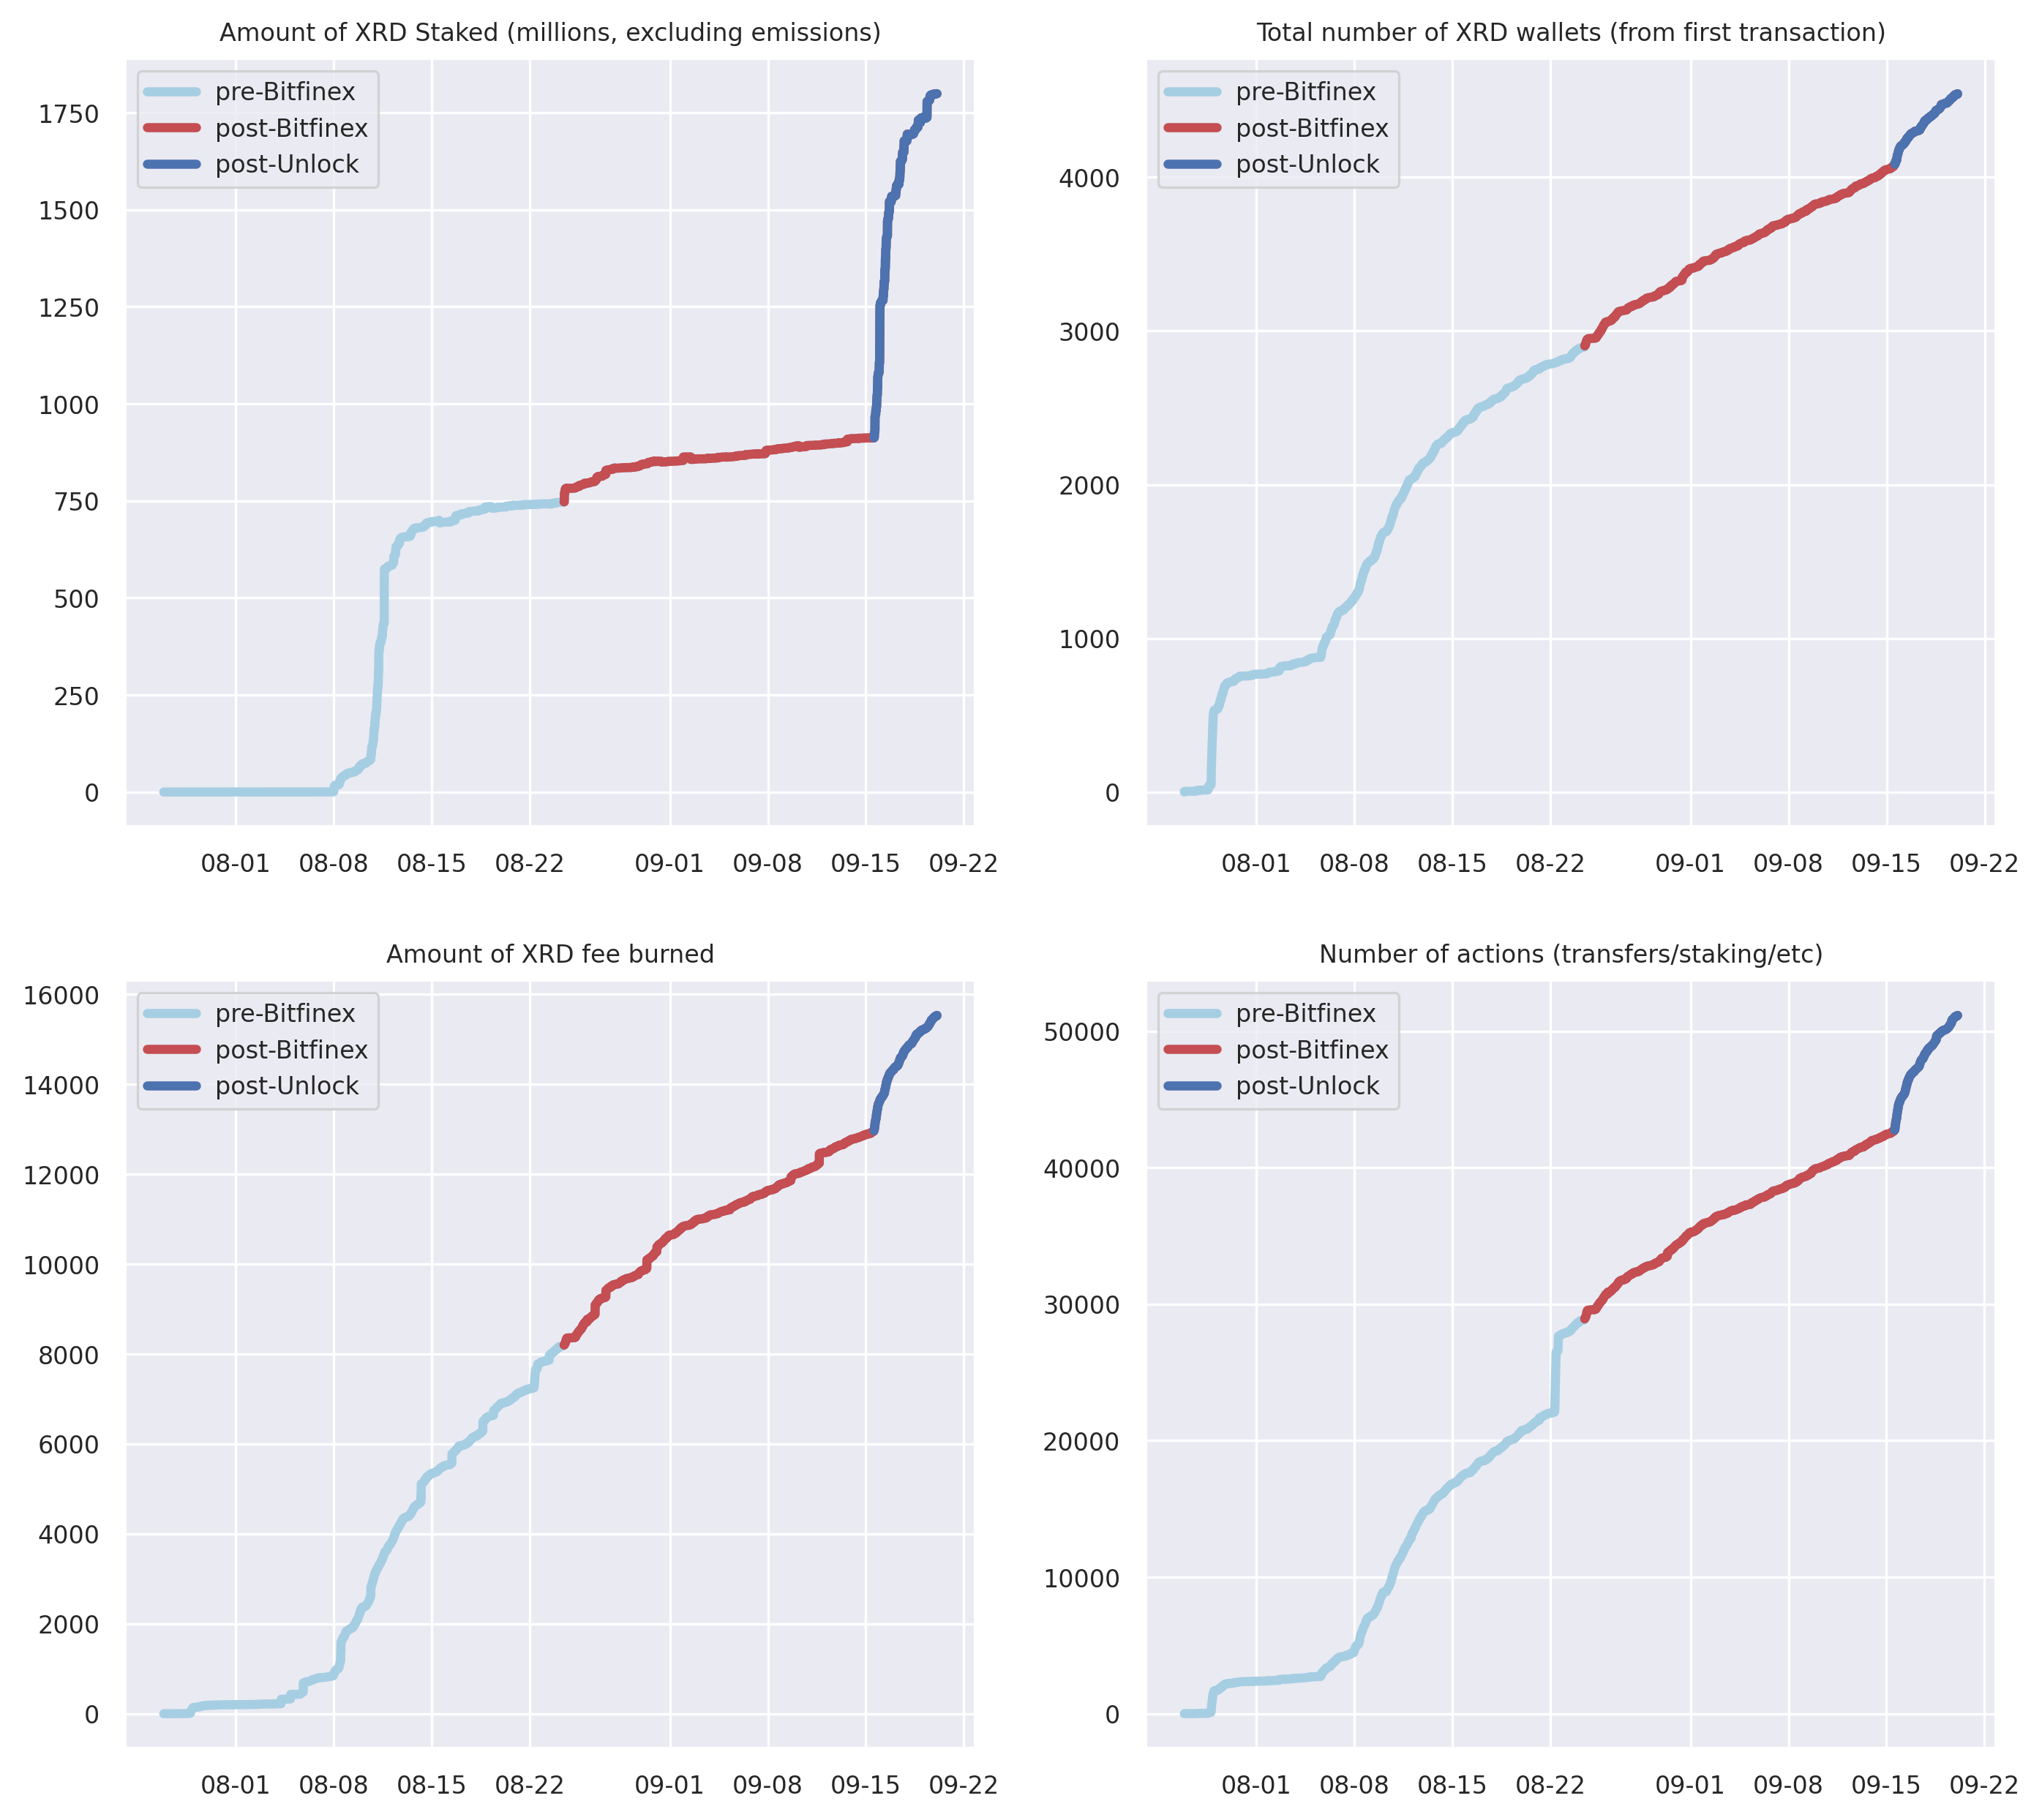 Amount of XRD Staked (millions, excluding emissions)
pre-Bitfinex
post-Bitfinex
post-Unlock
1750
1500
1250
1000
750
500
250
0
08-01 08-08 08-15 08-22 09-01 09-08 09-15 09-22
Total number of XRD wallets (from first transaction)
pre-Bitfinex
post-Bitfinex
post-Unlock
4000
3000
2000
1000
0
08-01 08-08 08-15 08-22 09-01 09-08 09-15 09-22
Amount of XRD fee burned
pre-Bitfinex
post-Bitfinex
post-Unlock
16000
14000
12000
10000
8000
6000
4000
2000
0
08-01 08-08 08-15 08-22 09-01 09-08 09-15 09-22
Number of actions (transfers/staking/etc)
pre-Bitfinex
post-Bitfinex
post-Unlock
50000
40000
30000
20000
10000
0
08-01 08-08 08-15 08-22 09-01 09-08 09-15 09-22